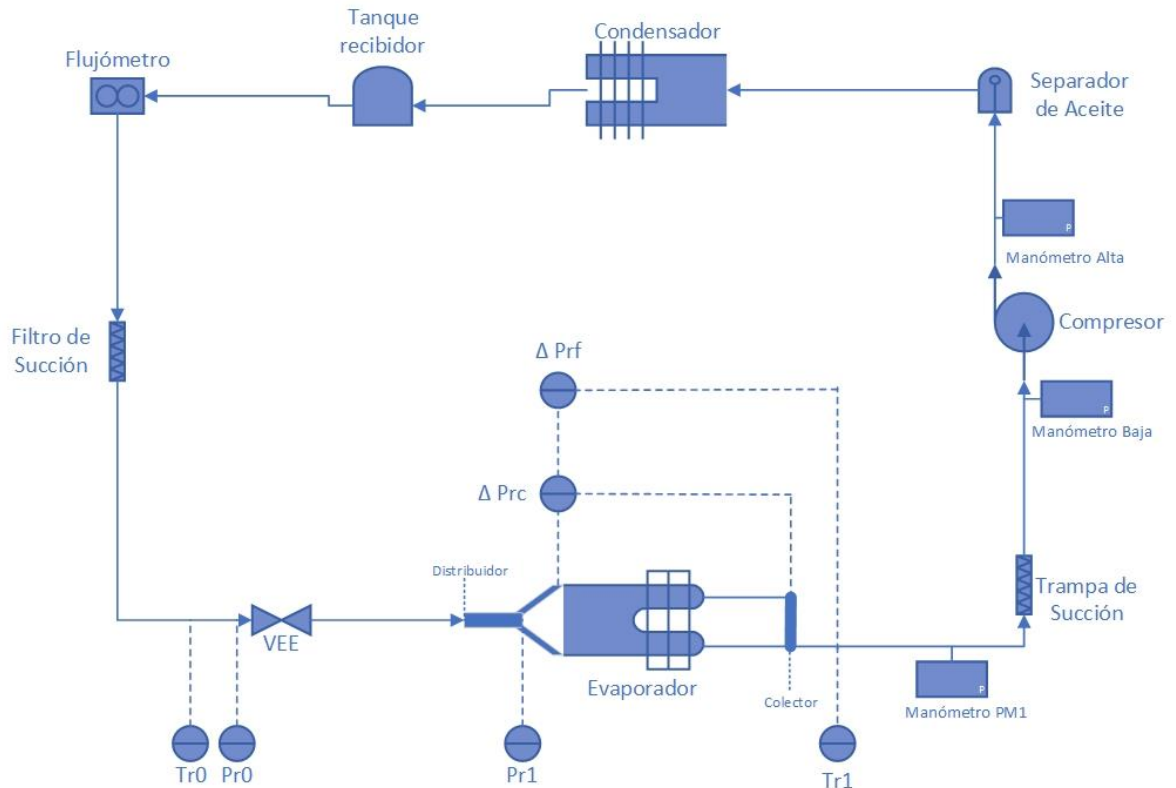 Tanque
recibidor
Condensador
Flujómetro
Separador
de Aceite
P
Manómetro Alta
Filtro de
Succión
Compresor
Δ Prf
P
Manómetro Baja
Δ Prc
Distribuidor
Trampa de
Succión
VEE
Evaporador
Colector
P
Manómetro PM1
Tr0
Pr0
Pr1
Tr1